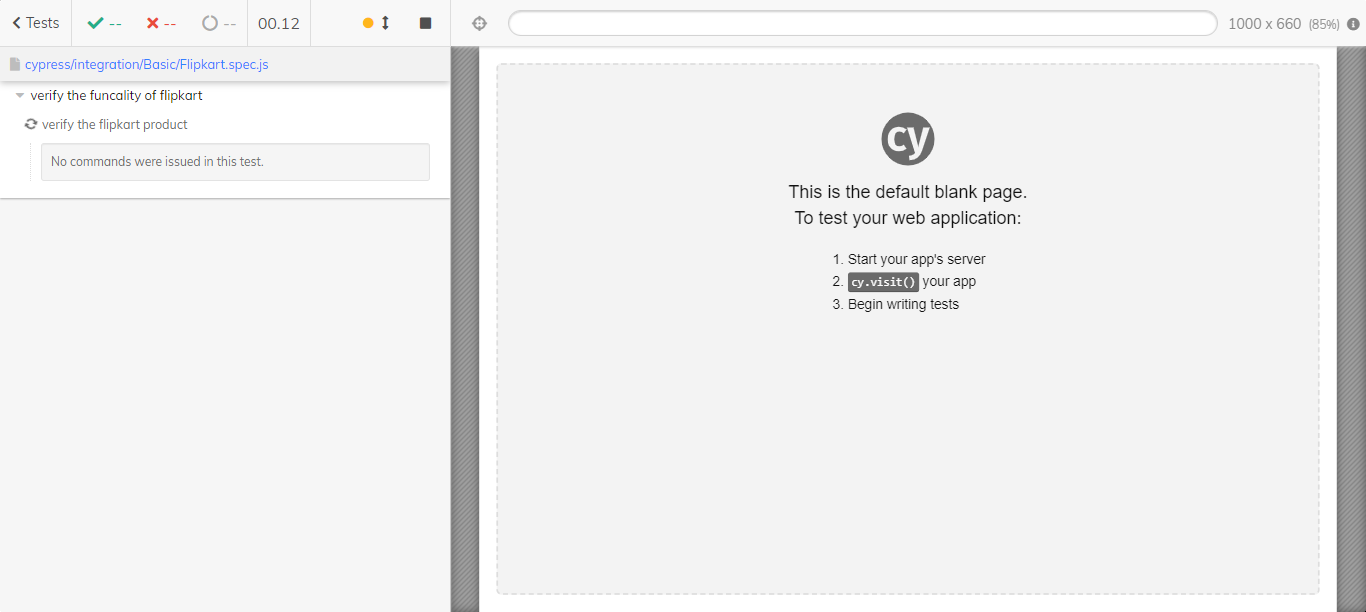 Tests -- -- -- 00.12
1000 x 660 (85%)
cypress/integration/Basic/Flipkart.spec.js
verify the funcality of flipkart
verify the flipkart product
No commands were issued in this test.
cy
This is the default blank page.
To test your web application:
1. Start your app's server
2. cy.visit() your app
3. Begin writing tests